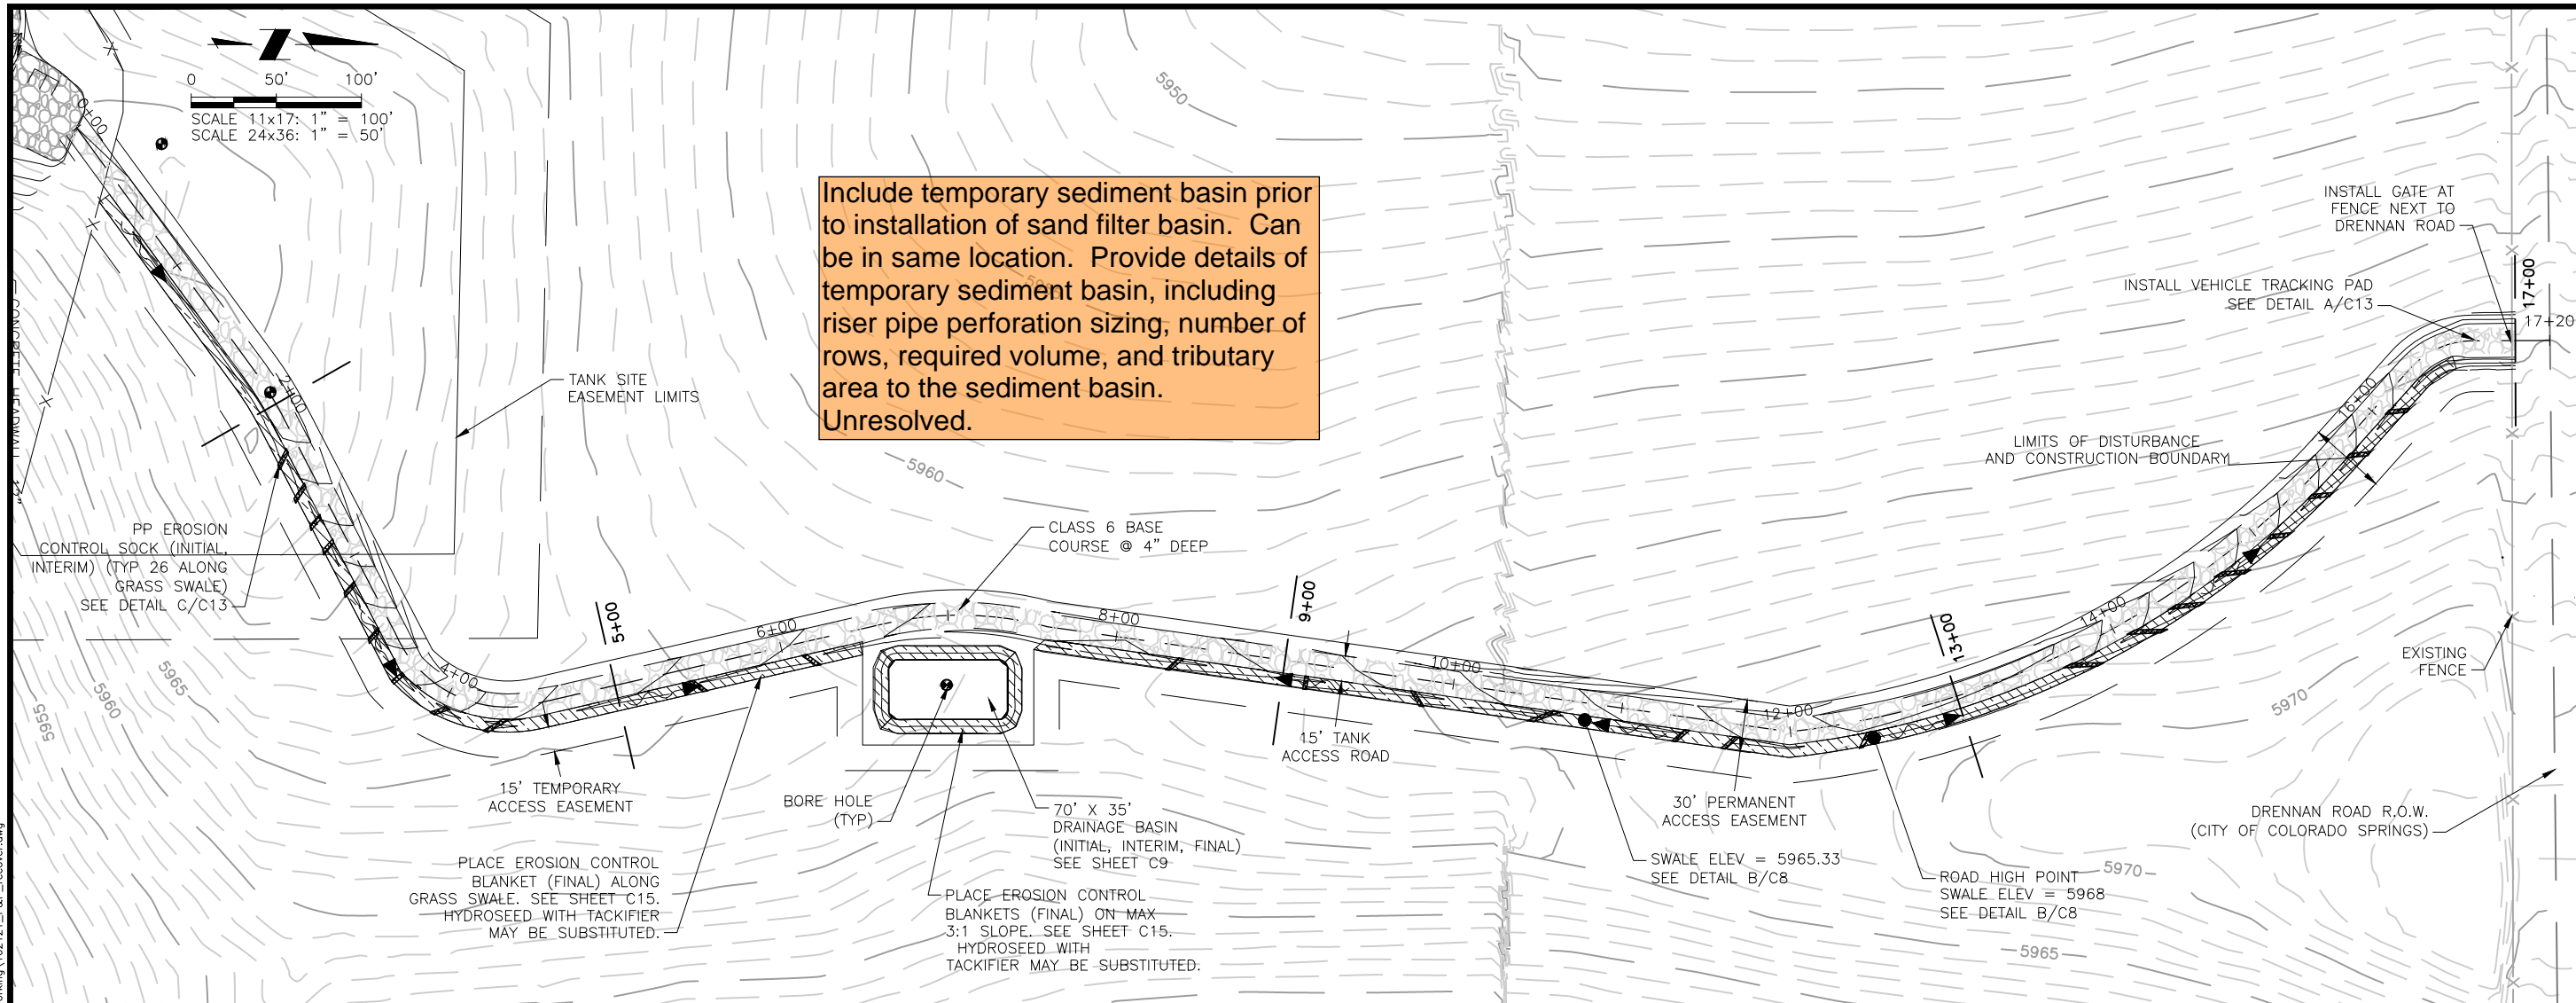 0 50' 100'
SCALE 11x17: 1" = 100'
SCALE 24x36: 1" = 50'
0+00
2+00
5950
Include temporary sediment basin prior
to installation of sand filter basin. Can
be in same location. Provide details of
temporary sediment basin, including
riser pipe perforation sizing, number of
rows, required volume, and tributary
area to the sediment basin.
Unresolved.
5960
INSTALL GATE AT
FENCE NEXT TO
DRENNAN ROAD
INSTALL VEHICLE TRACKING PAD
SEE DETAIL A/C13
17+00
17+20
TANK SITE
EASEMENT LIMITS
CONCRETE HEADWALL
LIMITS OF DISTURBANCE
AND CONSTRUCTION BOUNDARY
16+00
PP EROSION
CONTROL SOCK (INITIAL,
INTERIM) (TYP 26 ALONG
GRASS SWALE)
SEE DETAIL C/C13
CLASS 6 BASE
COURSE @ 4" DEEP
4+00
5+00
6+00
8+00
9+00
10+00
12+00
13+00
14+00
EXISTING
FENCE
5965
5960
5955
5970
15' TEMPORARY
ACCESS EASEMENT
BORE HOLE
(TYP)
70' X 35'
DRAINAGE BASIN
(INITIAL, INTERIM, FINAL)
SEE SHEET C9
15' TANK
ACCESS ROAD
30' PERMANENT
ACCESS EASEMENT
DRENNAN ROAD R.O.W.
(CITY OF COLORADO SPRINGS)
PLACE EROSION CONTROL
BLANKET (FINAL) ALONG
GRASS SWALE. SEE SHEET C15.
HYDROSEED WITH TACKIFIER
MAY BE SUBSTITUTED.
PLACE EROSION CONTROL
BLANKETS (FINAL) ON MAX
3:1 SLOPE. SEE SHEET C15.
HYDROSEED WITH
TACKIFIER MAY BE SUBSTITUTED.
SWALE ELEV = 5965.33
SEE DETAIL B/C8
ROAD HIGH POINT
SWALE ELEV = 5968
SEE DETAIL B/C8
5970
5965